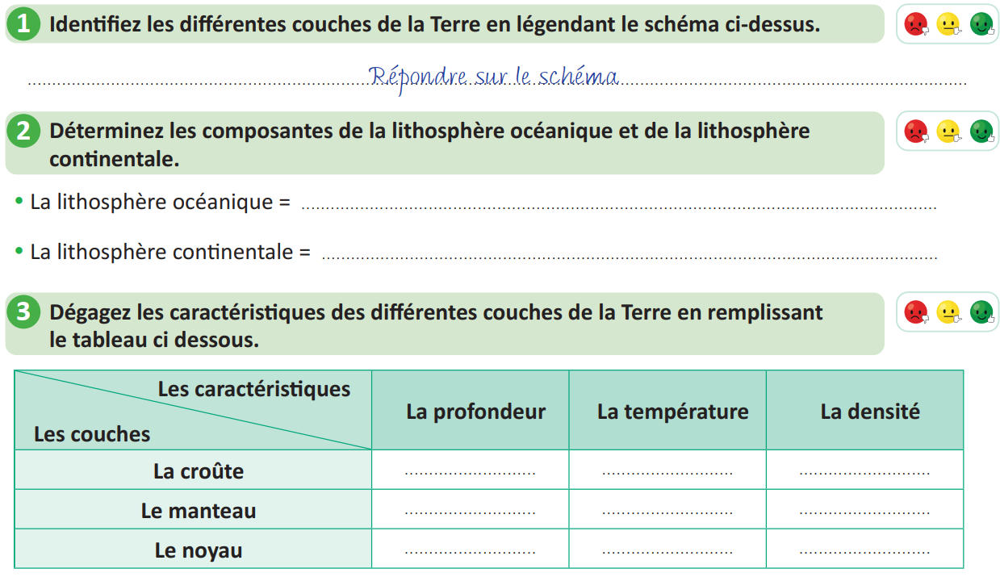 1 Identifiez les différentes couches de la Terre en légendant le schéma ci-dessus.
Répondre sur le schéma
2 Déterminez les composantes de la lithosphère océanique et de la lithosphère
continentale.
• La lithosphère océanique = ........................................
• La lithosphère continentale = ........................................
3 Dégagez les caractéristiques des différentes couches de la Terre en remplissant
le tableau ci dessous.
Les caractéristiques
Les couches
La profondeur
La température
La densité
La croûte
Le manteau
Le noyau